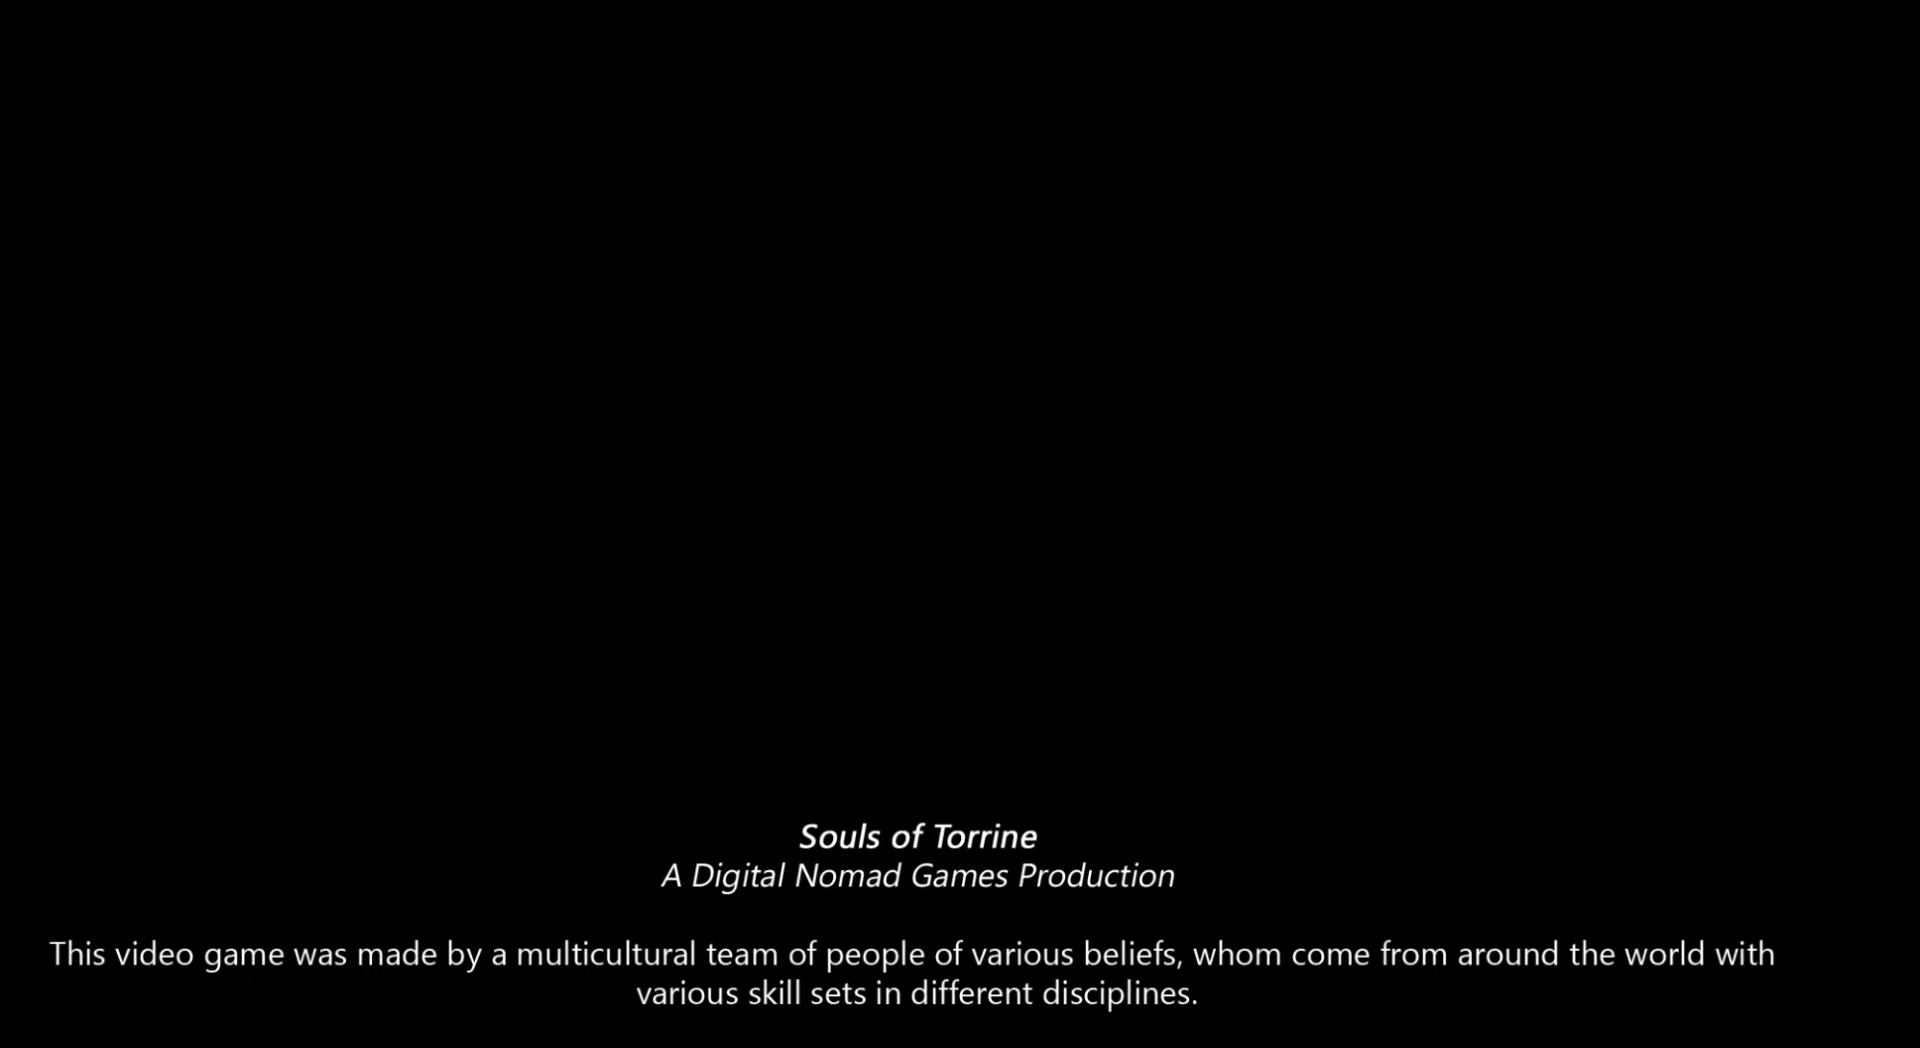 Souls of Torrine
A Digital Nomad Games Production
This video game was made by a multicultural team of people of various beliefs, whom come from around the world with
various skill sets in different disciplines.